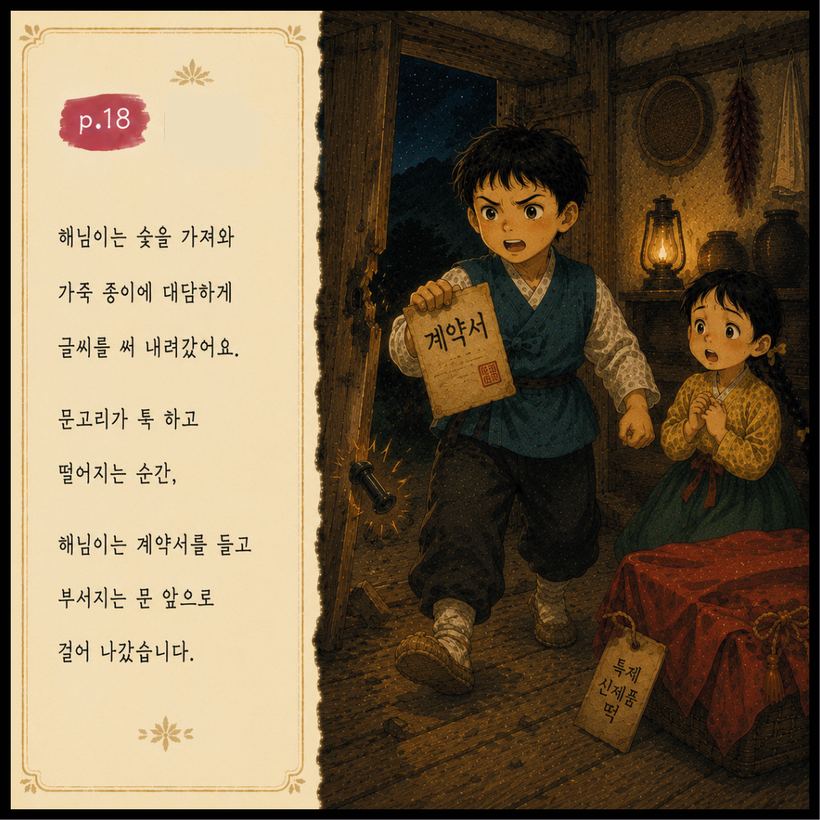 p.18
해님이는 숯을 가져와
가죽 종이에 대담하게
글씨를 써 내려갔어요.
문고리가 툭 하고
떨어지는 순간,
해님이는 계약서를 들고
부서지는 문 앞으로
걸어 나갔습니다.
계약서
특제
신제품
떡